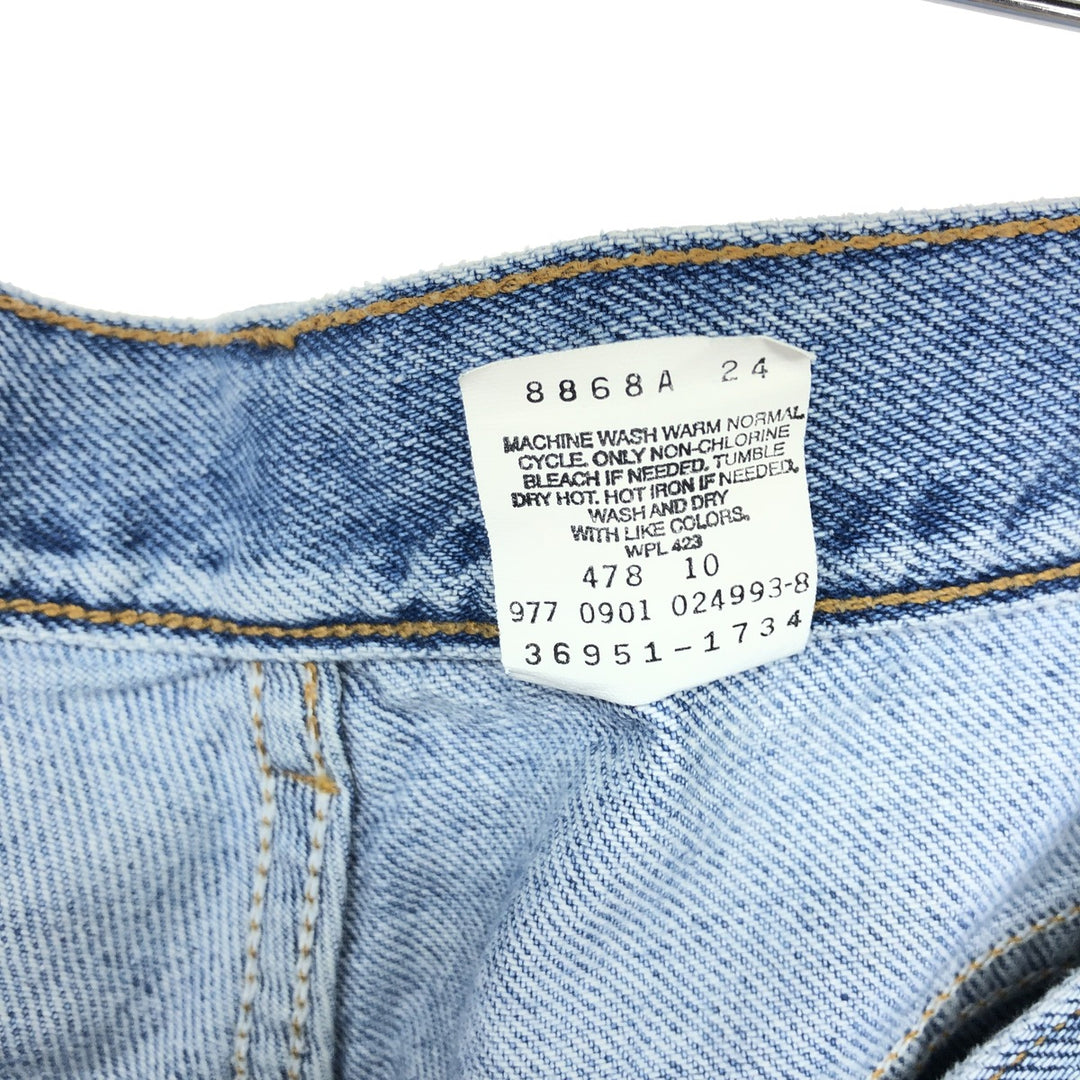 8868A 24
MACHINE WASH WARM NORMAL
CYCLE. ONLY NON-CHLORINE
BLEACH IF NEEDED. TUMBLE
DRY HOT. HOT IRON IF NEEDED.
WASH AND DRY
WITH LIKE COLORS.
WPL 423
478 10
977 0901 024993-8
36951-1734